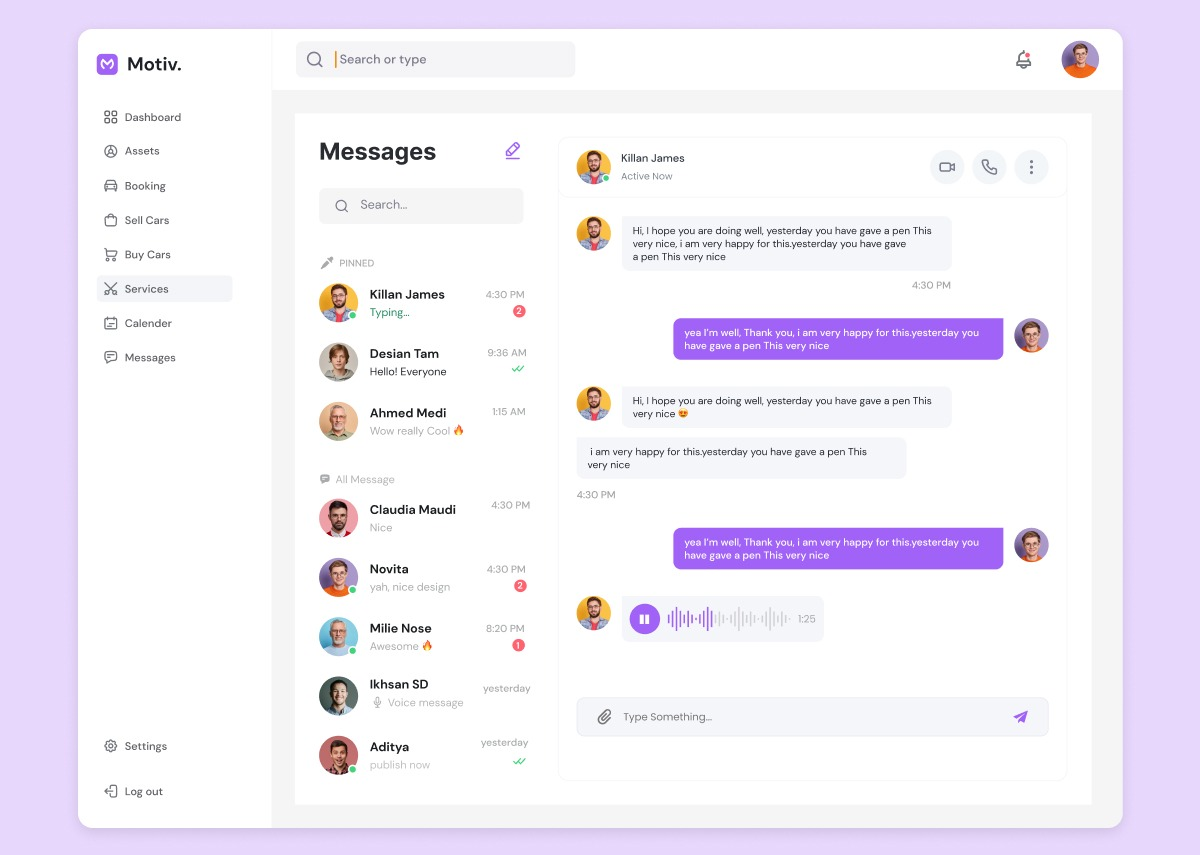 Motiv.
Search or type
Dashboard
Assets
Booking
Sell Cars
Buy Cars
Services
Calender
Messages
Settings
Log out
Messages
Search...
PINNED
Killan James
4:30 PM
Typing...
2
Desian Tam
9:36 AM
Hello! Everyone
Ahmed Medi
1:15 AM
Wow really Cool 🔥
All Message
Claudia Maudi
4:30 PM
Nice
Novita
4:30 PM
yah, nice design
2
Milie Nose
8:20 PM
Awesome 🔥
1
Ikhsan SD
yesterday
Voice message
Aditya
yesterday
publish now
Killan James
Active Now
Hi, I hope you are doing well, yesterday you have gave a pen This
very nice, i am very happy for this.yesterday you have gave
a pen This very nice
4:30 PM
yea I'm well, Thank you, i am very happy for this.yesterday you
have gave a pen This very nice
Hi, I hope you are doing well, yesterday you have gave a pen This
very nice 😍
i am very happy for this.yesterday you have gave a pen This
very nice
4:30 PM
yea I'm well, Thank you, i am very happy for this.yesterday you
have gave a pen This very nice
1:25
Type Something...